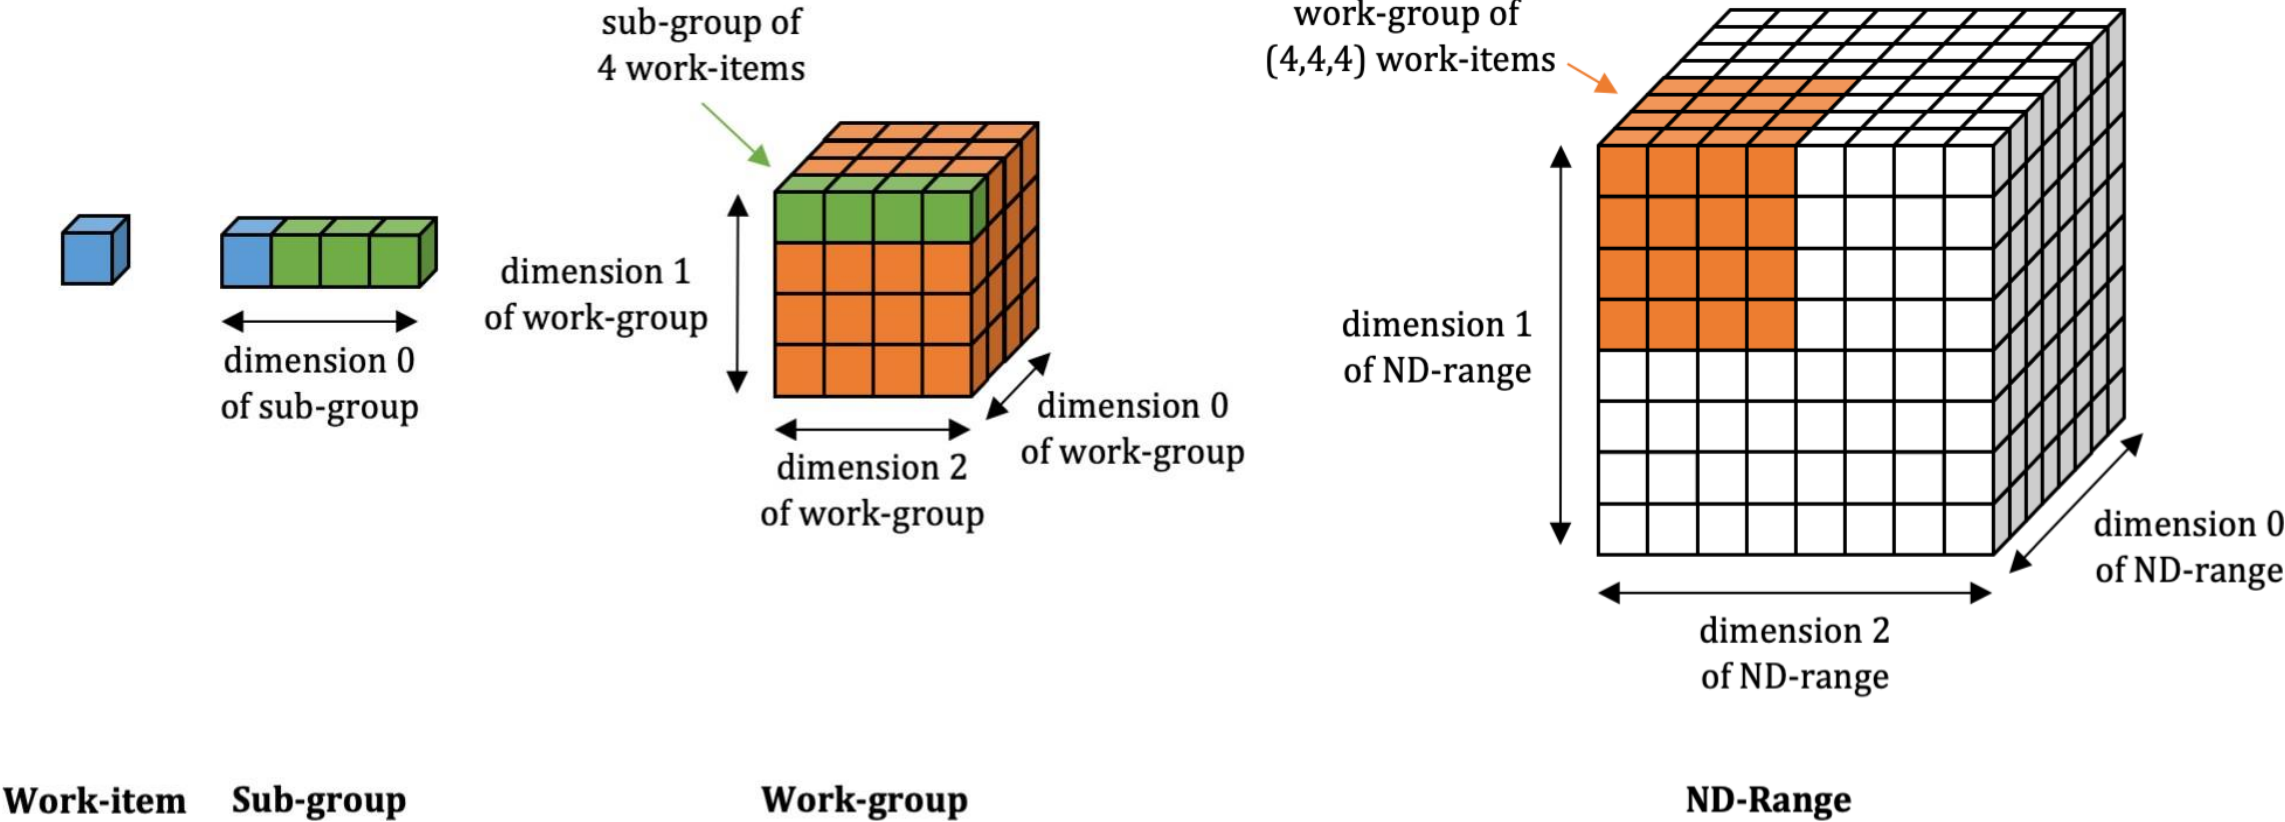 sub-group of
4 work-items
work-group of
(4,4,4) work-items
dimension 0
of sub-group
dimension 1
of work-group
dimension 2
of work-group
dimension 0
of work-group
dimension 1
of ND-range
dimension 2
of ND-range
dimension 0
of ND-range
Work-item
Sub-group
Work-group
ND-Range